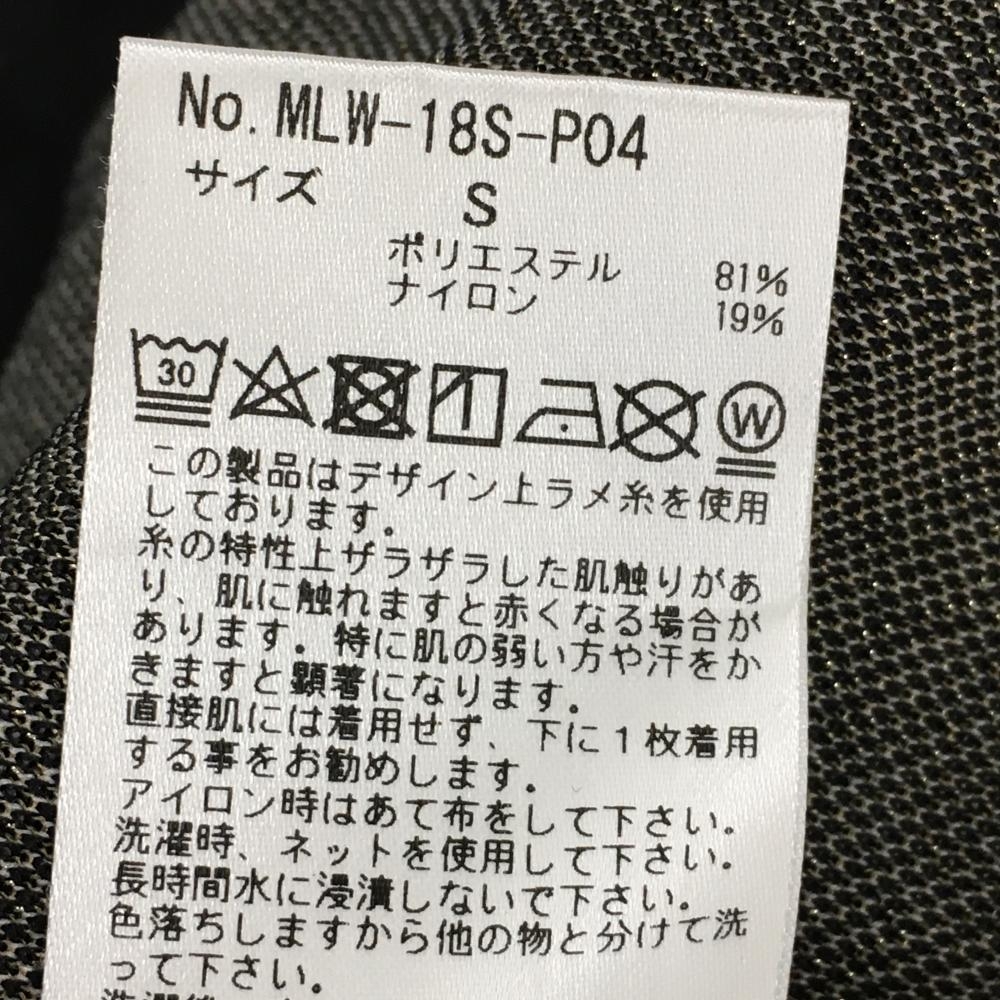 No. MLW-18S-P04
サイズ S
ポリエステル 81%
ナイロン 19%
30 W
この製品はデザイン上ラメ糸を使用
しております。
糸の特性上ザラザラした肌触りがあ
り、肌に触れますと赤くなる場合が
あります。特に肌の弱い方や汗をか
きますと顕著になります。
直接肌には着用せず、下に1枚着用
する事をお勧めします。
アイロン時はあて布をして下さい。
洗濯時、ネットを使用して下さい。
長時間水に浸漬しないで下さい。
色落ちしますから他の物と分けて洗
って下さい。